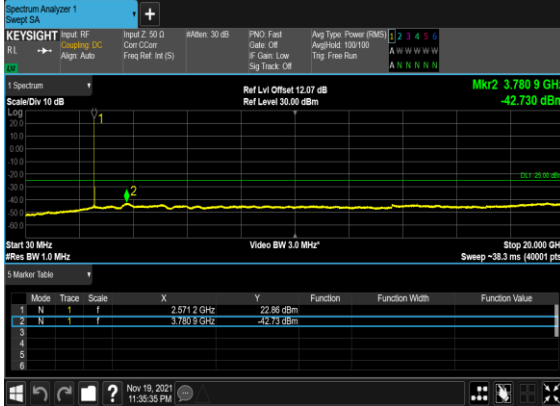 Spectrum Analyzer 1
Swept SA
+
KEYSIGHT Input: RF Input Z: 50 Ω #Atten: 30 dB PNO: Fast Avg Type: Power (RMS) 1 2 3 4 5 6
RL Coupling: DC Corr CCorr Gate: Off Avg|Hold: 100/100 A W W W W W
Align: Auto Freq Ref: Int (S) IF Gain: Low Trig: Free Run
Sig Track: Off A N N N N N
1 Spectrum
Ref Lvl Offset 12.07 dB Mkr2 3.780 9 GHz
Scale/Div 10 dB Ref Level 30.00 dBm -42.730 dBm
Log
20.0 1
10.0
0.00
-10.0
-20.0 DL1 -25.00 dBm
-30.0
-40.0 2
-50.0
-60.0
Start 30 MHz Video BW 3.0 MHz* Stop 20.000 GH
#Res BW 1.0 MHz Sweep ~38.3 ms (40001 pts
5 Marker Table
Mode Trace Scale X Y Function Function Width Function Value
1 N 1 f 2.571 2 GHz 22.86 dBm
2 N 1 f 3.780 9 GHz -42.73 dBm
3
4
5
6
? Nov 19, 2021
11:35:35 PM